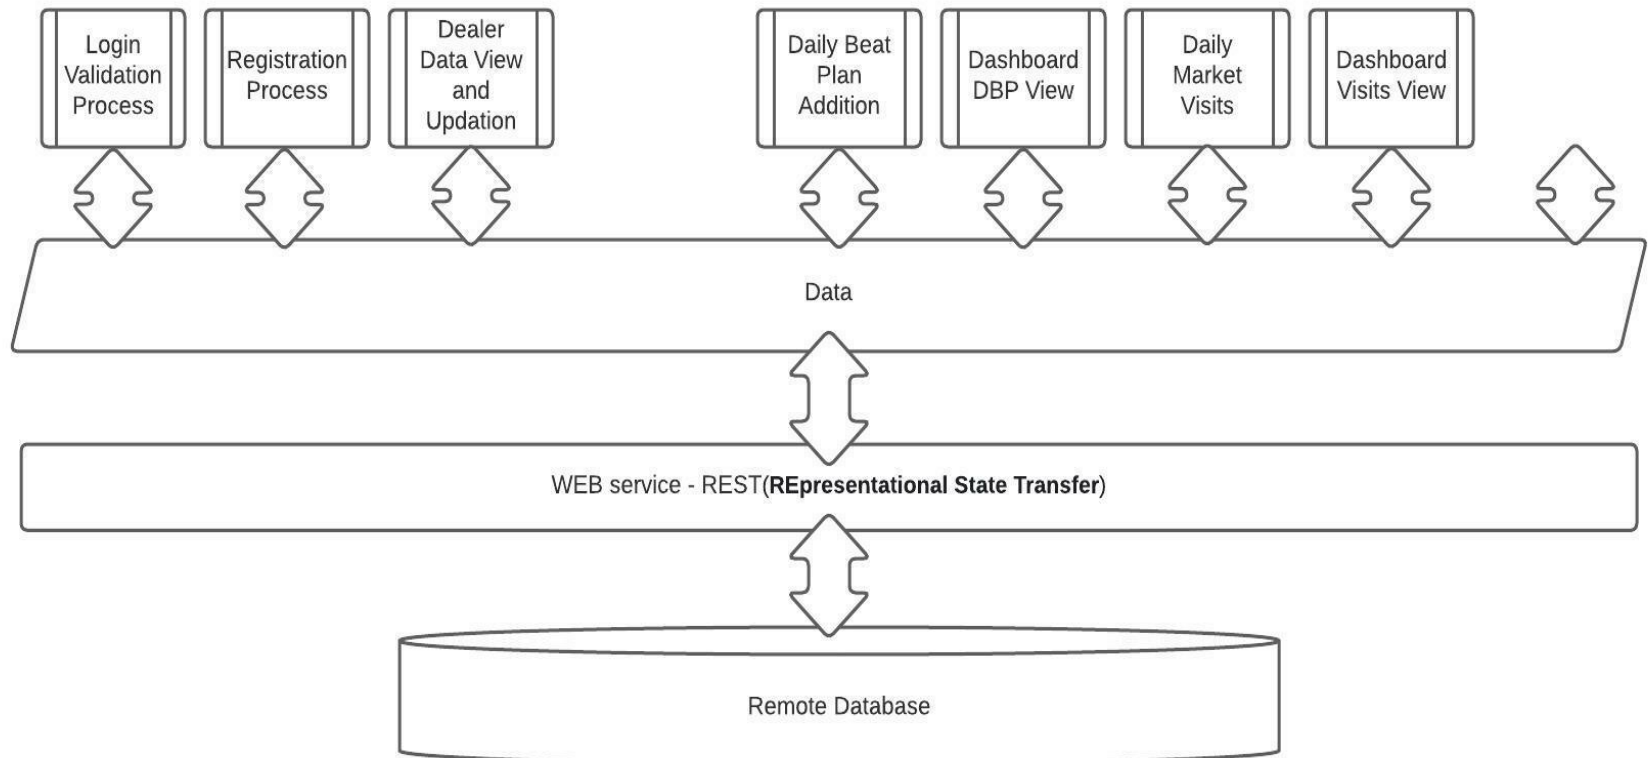 Login
Validation
Process
Registration
Process
Dealer
Data View
and
Updation
Daily Beat
Plan
Addition
Dashboard
DBP View
Daily
Market
Visits
Dashboard
Visits View
Data
WEB service - REST(REpresentational State Transfer)
Remote Database